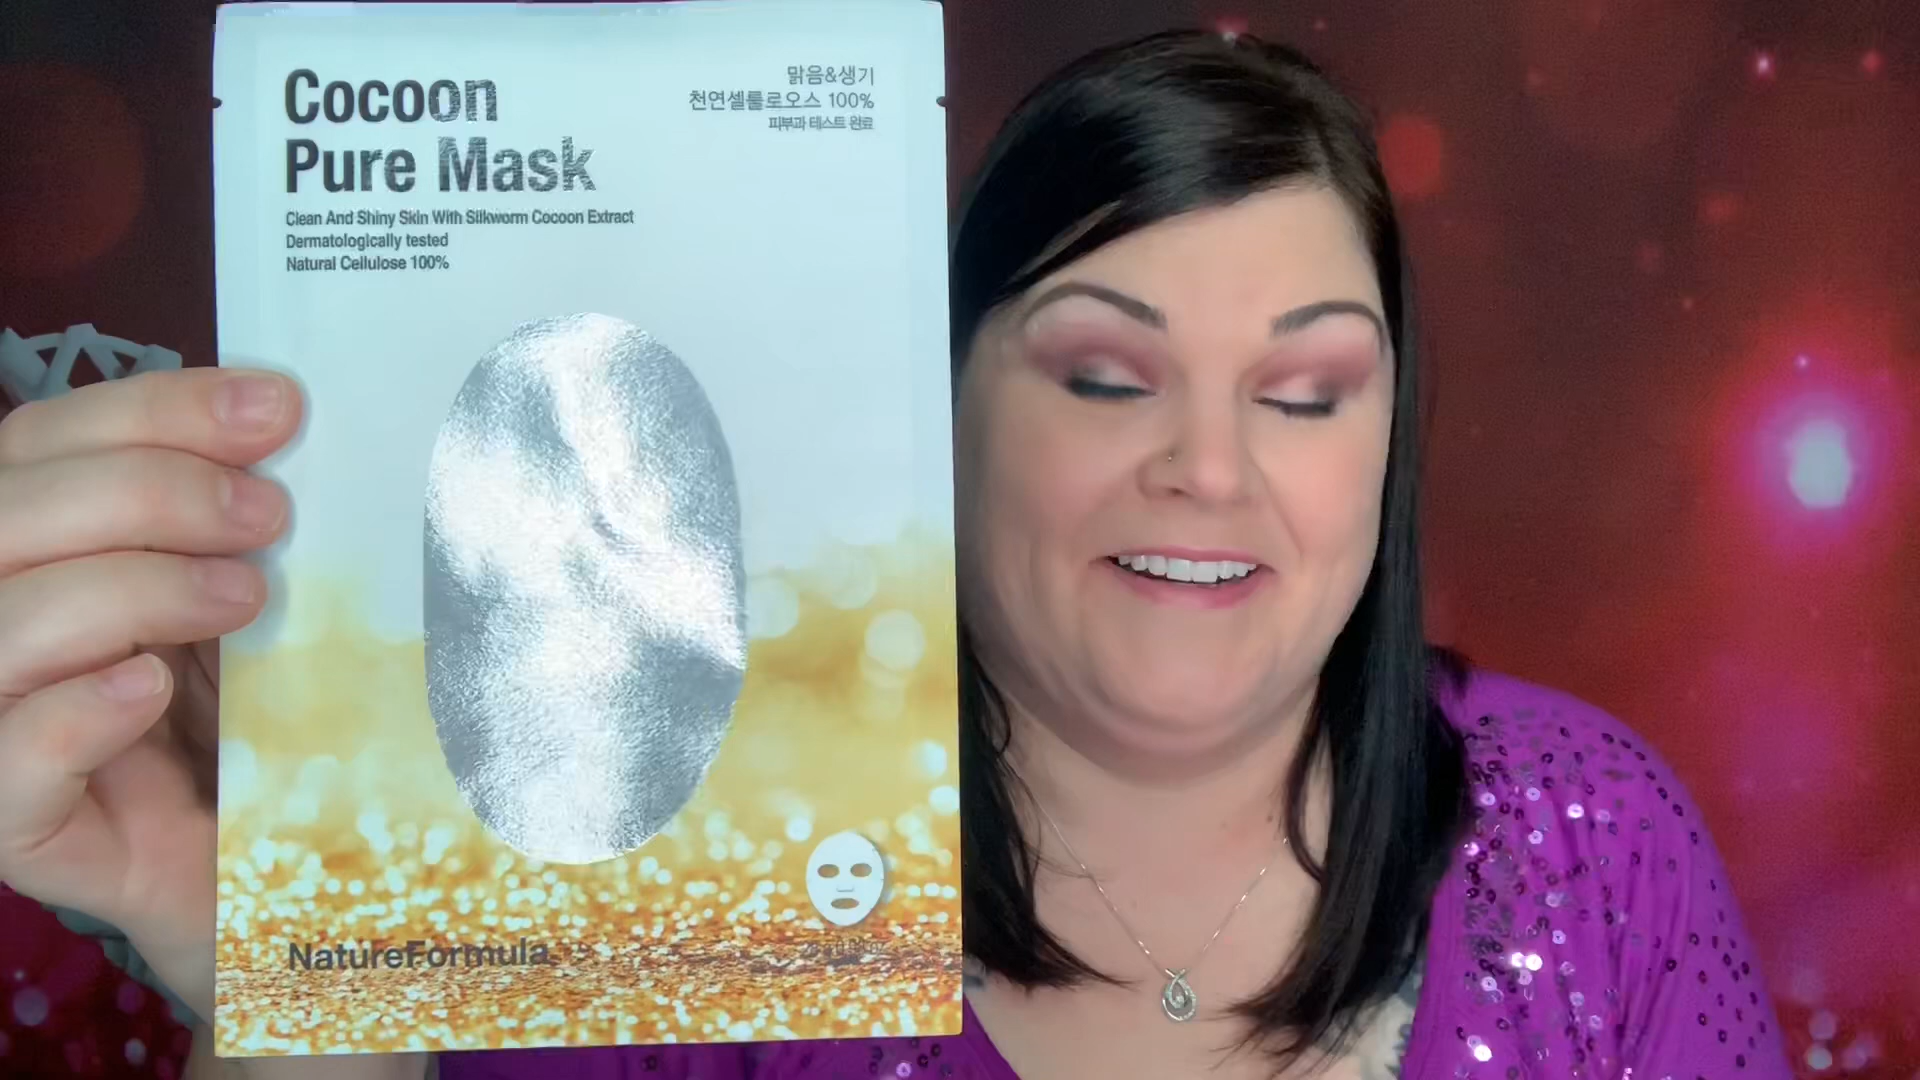 Cocoon
Pure Mask
Clean And Shiny Skin With Silkworm Cocoon Extract
Dermatologically tested
Natural Cellulose 100%
맑음&생기
천연셀룰로오스 100%
피부과 테스트 완료
NatureFormula